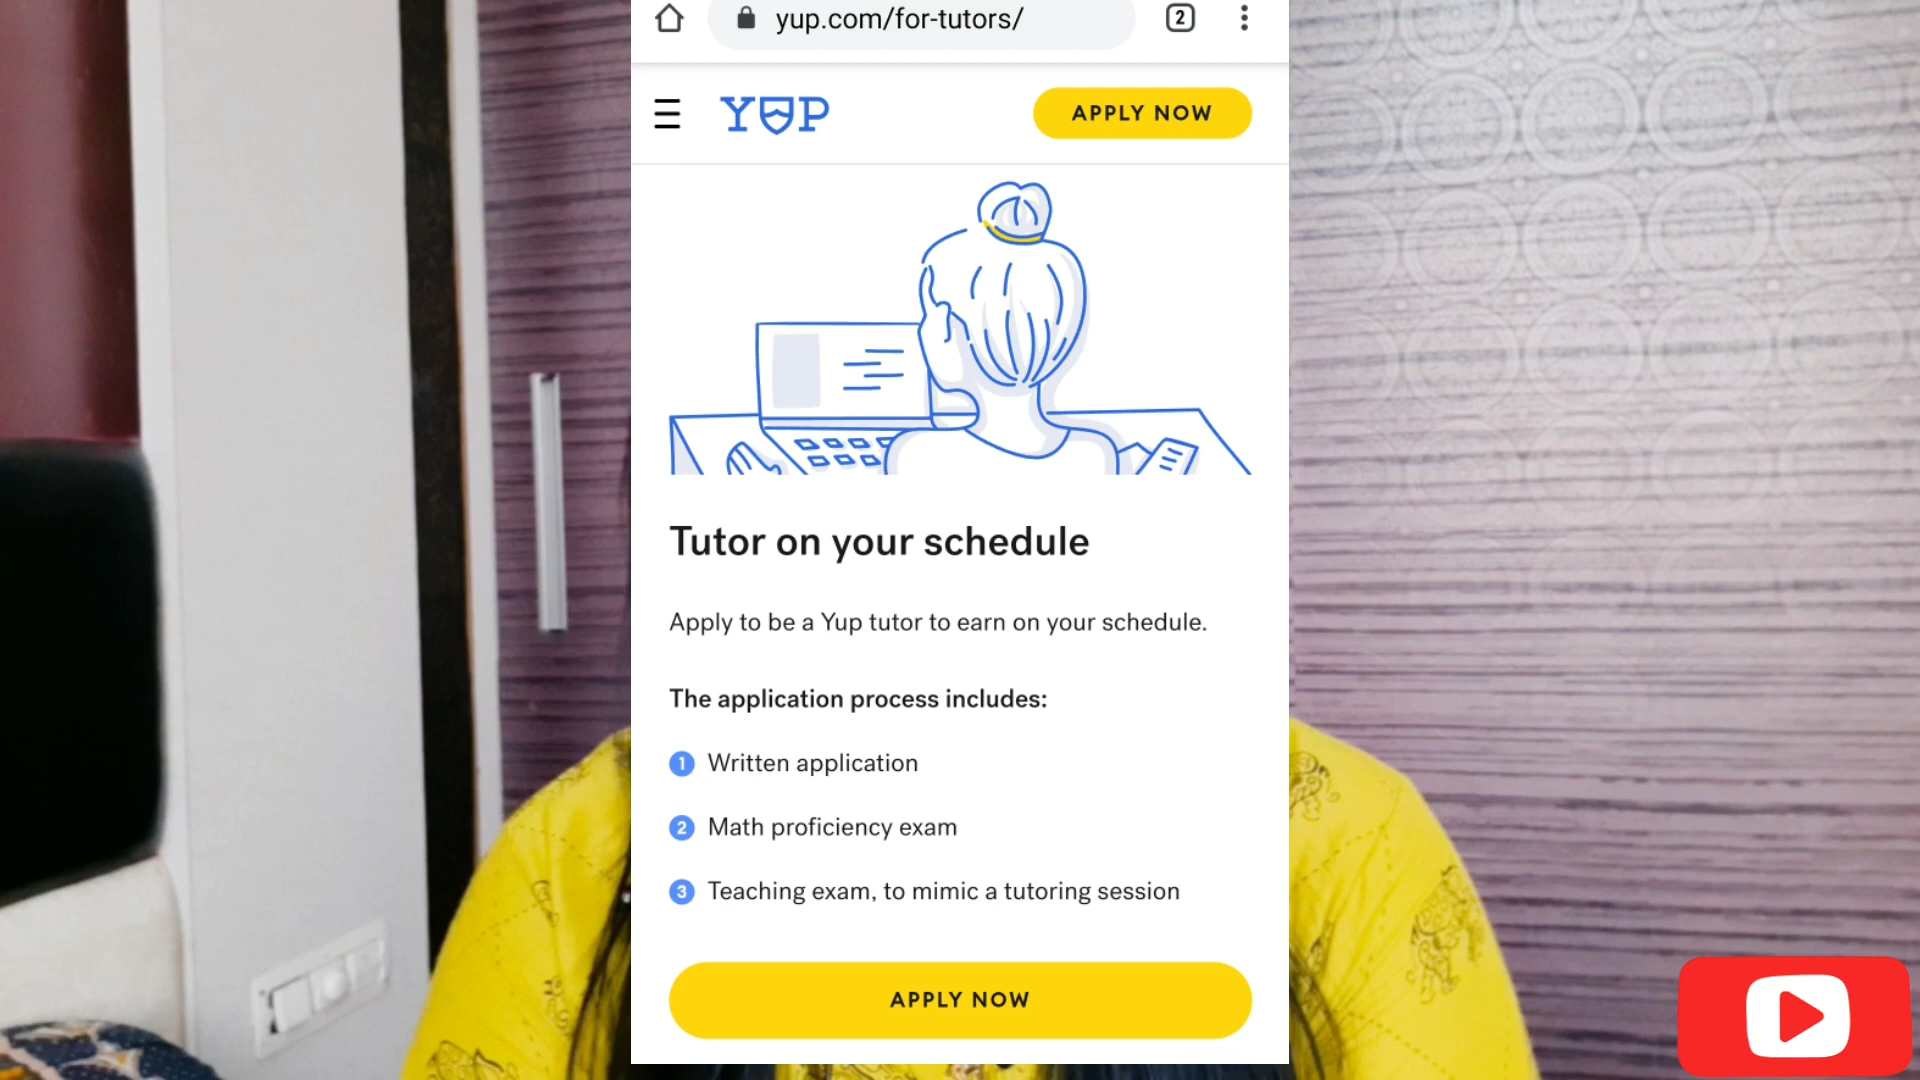 yup.com/for-tutors/
2
YUP
APPLY NOW
Tutor on your schedule
Apply to be a Yup tutor to earn on your schedule.
The application process includes:
1 Written application
2 Math proficiency exam
3 Teaching exam, to mimic a tutoring session
APPLY NOW